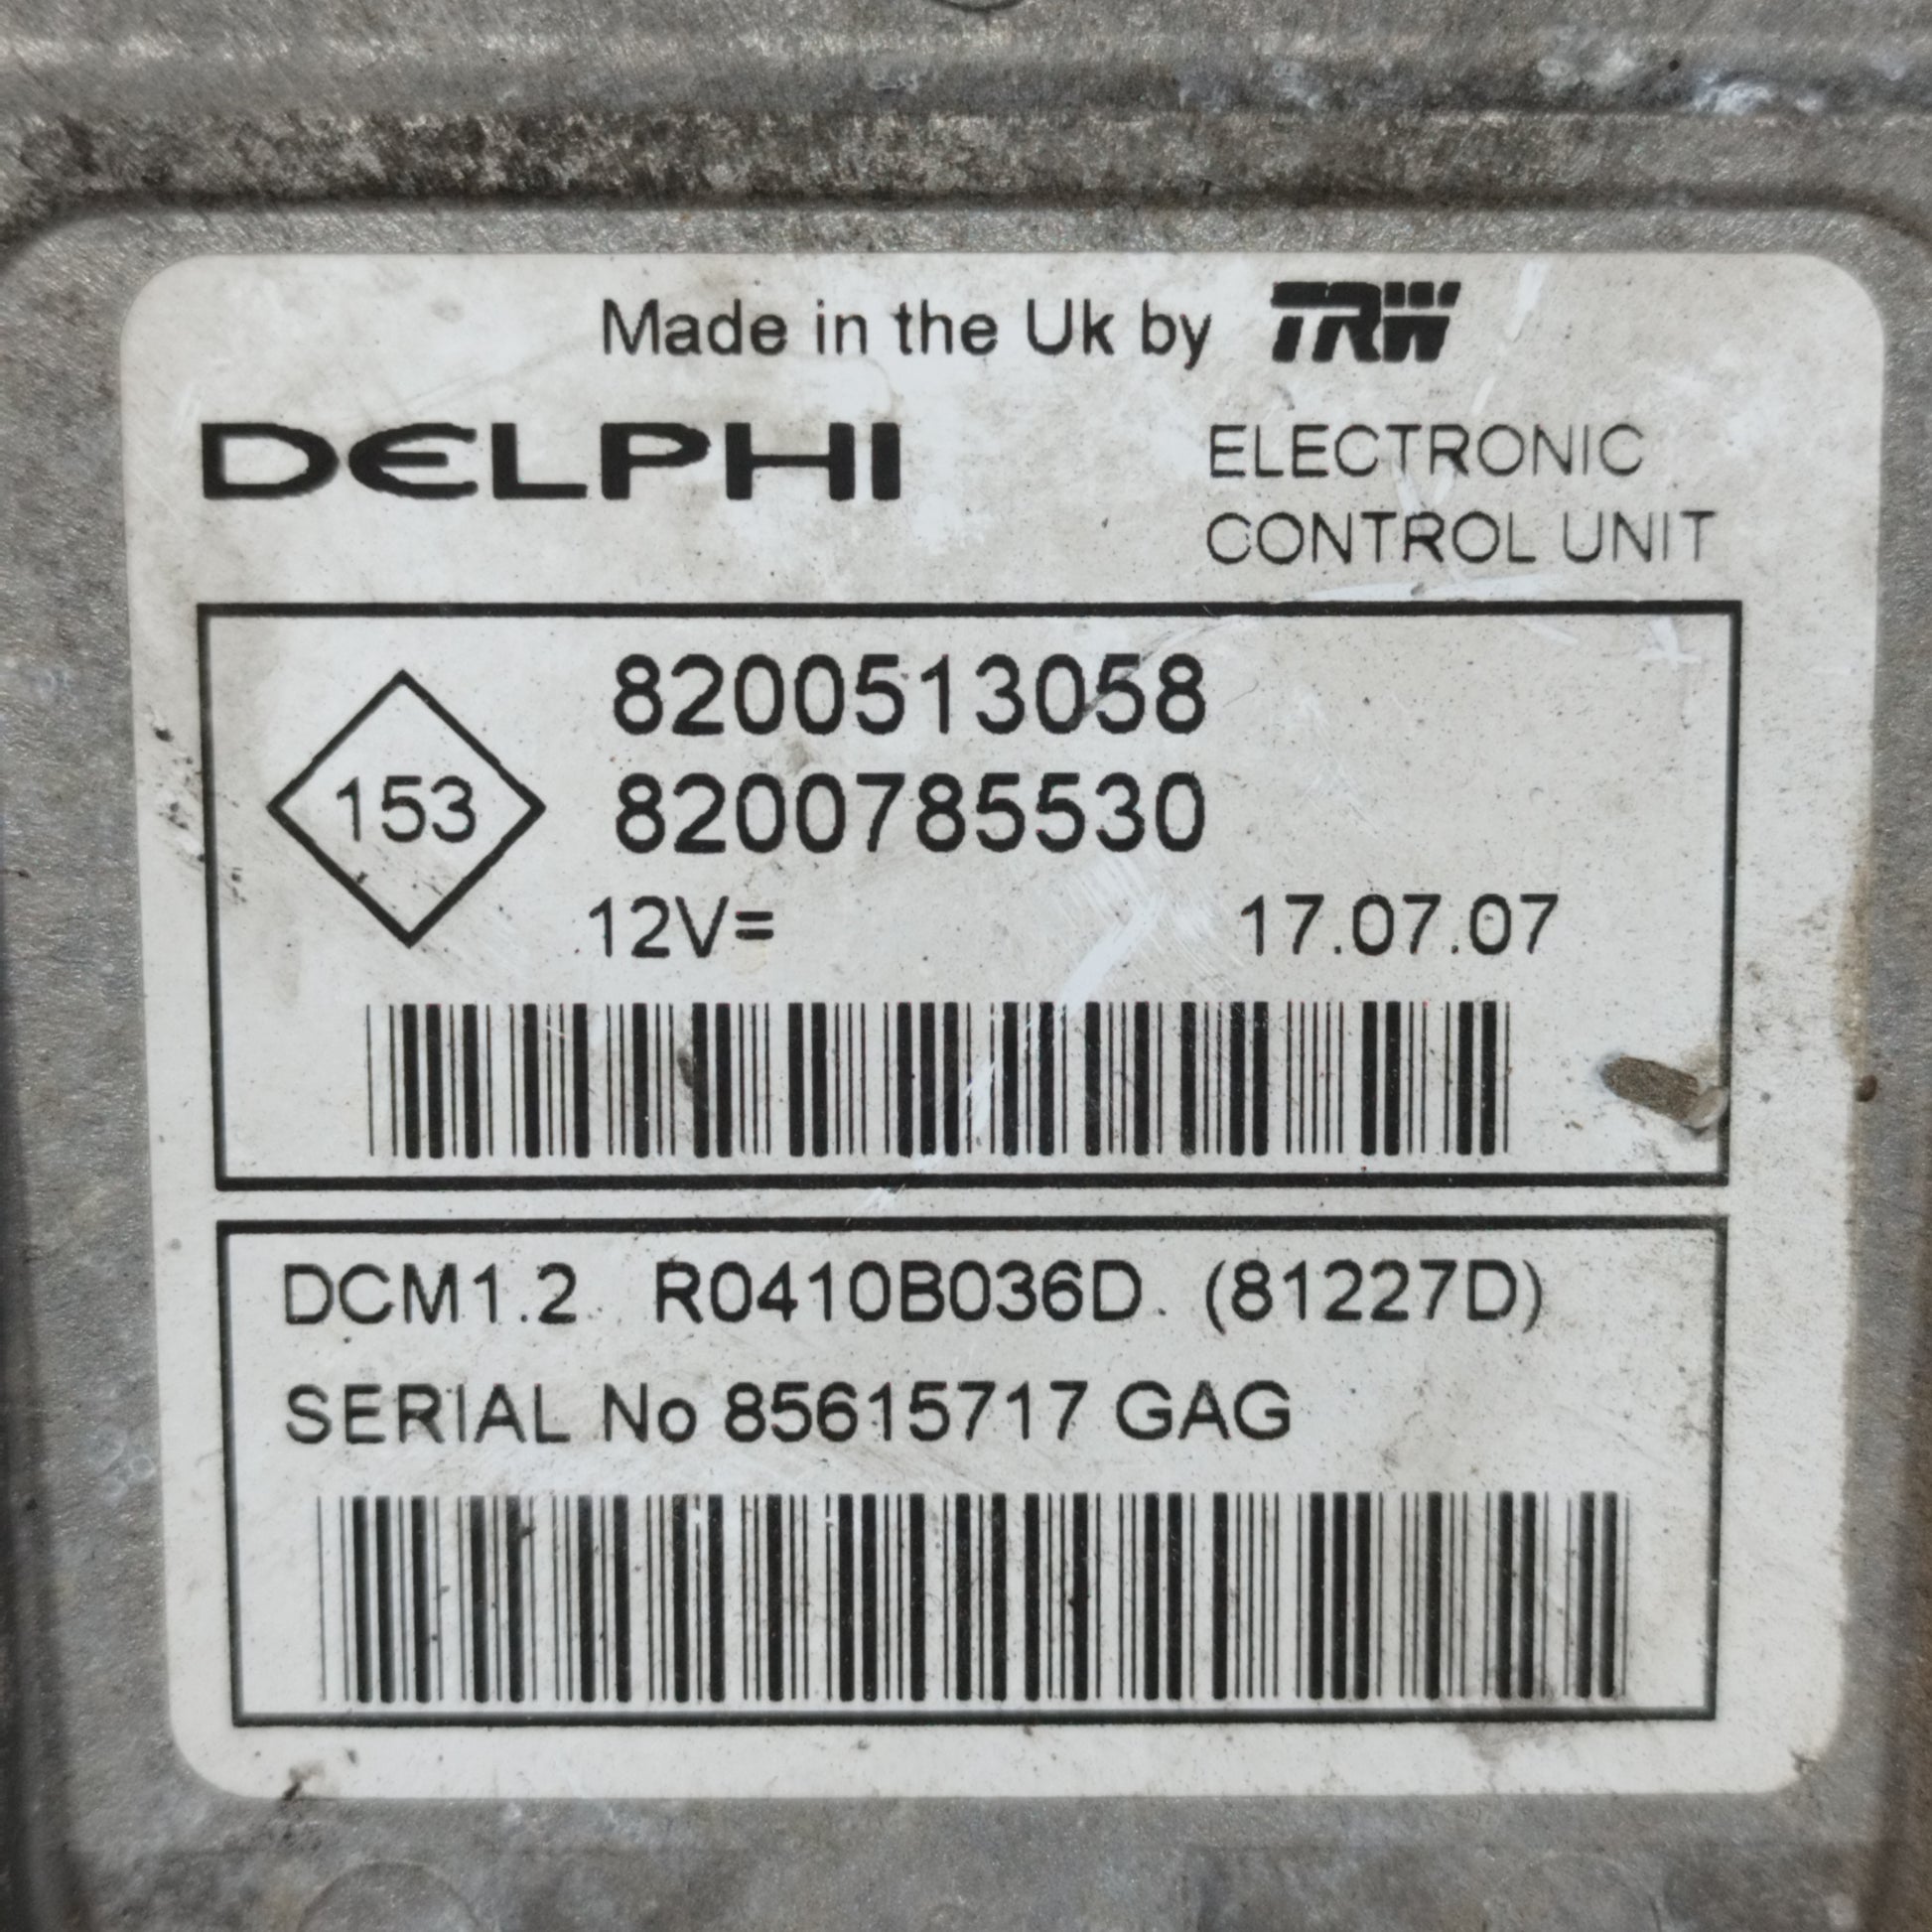 Made in the Uk by TRW
DELPHI
ELECTRONIC
CONTROL UNIT
8200513058
153
8200785530
12V= 17.07.07
DCM1.2 R0410B036D (81227D)
SERIAL No 85615717 GAG